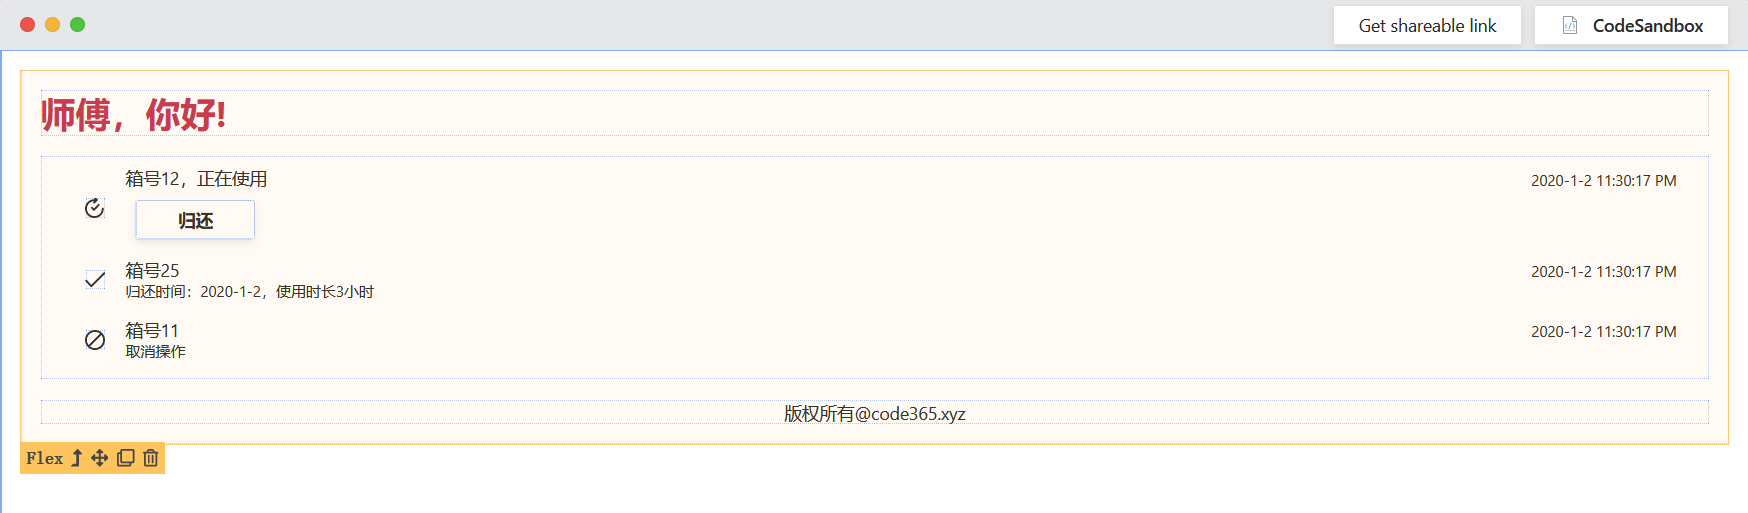 Get shareable link
CodeSandbox
师傅，你好!
箱号12，正在使用
2020-1-2 11:30:17 PM
归还
箱号25
2020-1-2 11:30:17 PM
归还时间：2020-1-2，使用时长3小时
箱号11
2020-1-2 11:30:17 PM
取消操作
版权所有@code365.xyz
Flex